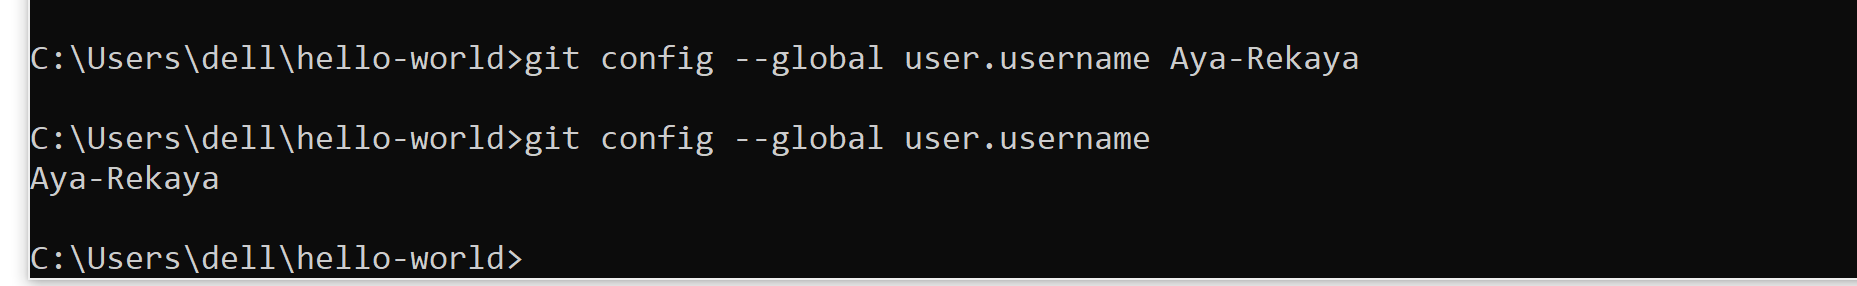 C:\Users\dell\hello-world>git config --global user.username Aya-Rekaya
C:\Users\dell\hello-world>git config --global user.username
Aya-Rekaya
C:\Users\dell\hello-world>